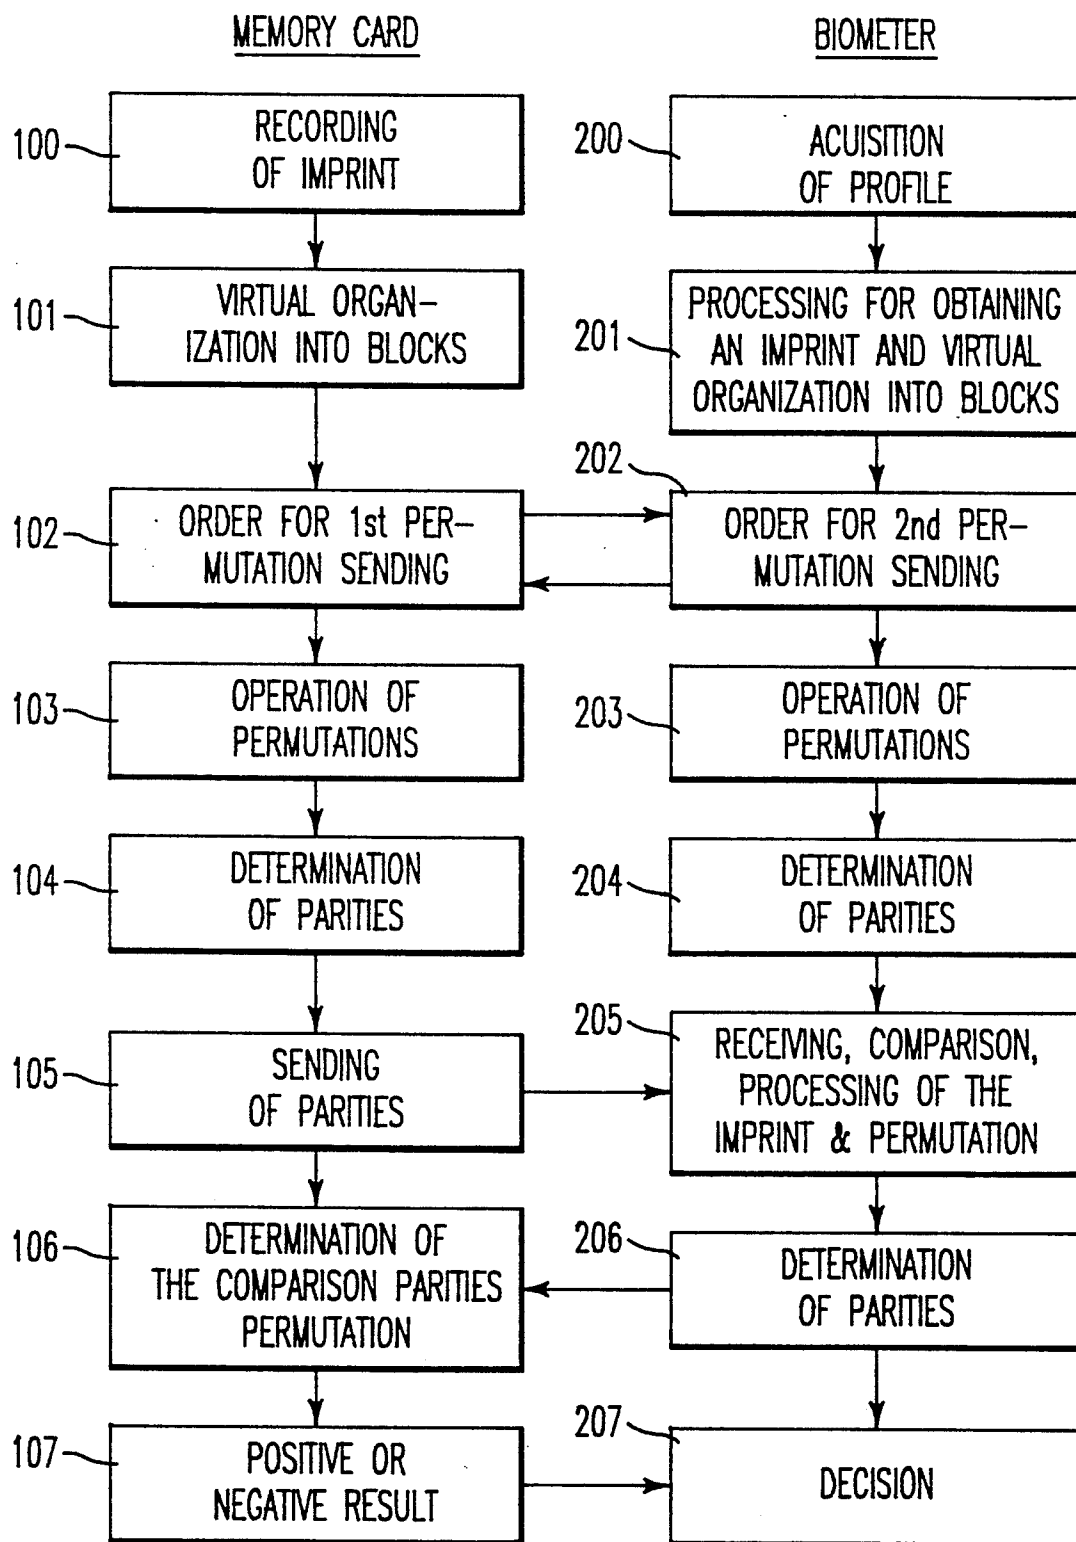 MEMORY CARD
BIOMETER
100
RECORDING
OF IMPRINT
200
ACUISITION
OF PROFILE
101
VIRTUAL ORGAN-
IZATION INTO BLOCKS
201
PROCESSING FOR OBTAINING
AN IMPRINT AND VIRTUAL
ORGANIZATION INTO BLOCKS
102
ORDER FOR 1st PER-
MUTATION SENDING
202
ORDER FOR 2nd PER-
MUTATION SENDING
103
OPERATION OF
PERMUTATIONS
203
OPERATION OF
PERMUTATIONS
104
DETERMINATION
OF PARITIES
204
DETERMINATION
OF PARITIES
105
SENDING
OF PARITIES
205
RECEIVING, COMPARISON,
PROCESSING OF THE
IMPRINT & PERMUTATION
106
DETERMINATION OF
THE COMPARISON PARITIES
PERMUTATION
206
DETERMINATION
OF PARITIES
107
POSITIVE OR
NEGATIVE RESULT
207
DECISION